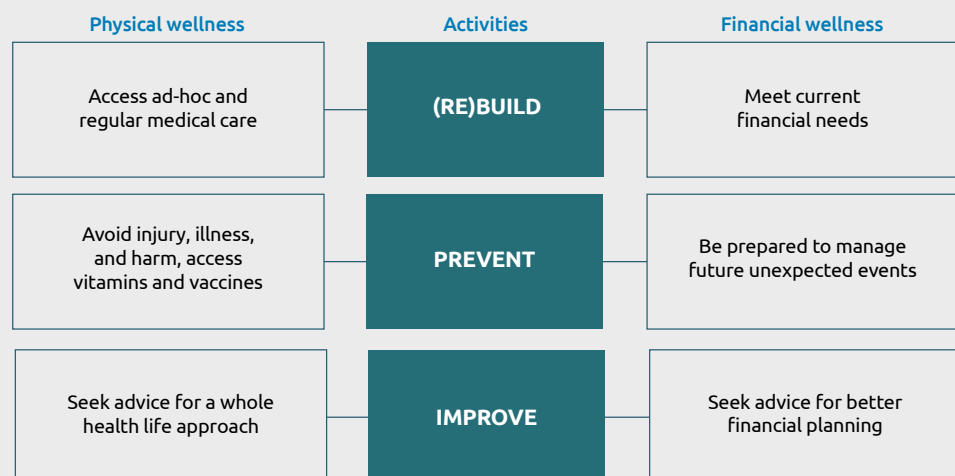 Physical wellness
Activities
Financial wellness
Access ad-hoc and
regular medical care
(RE)BUILD
Meet current
financial needs
Avoid injury, illness,
and harm, access
vitamins and vaccines
PREVENT
Be prepared to manage
future unexpected events
Seek advice for a whole
health life approach
IMPROVE
Seek advice for better
financial planning